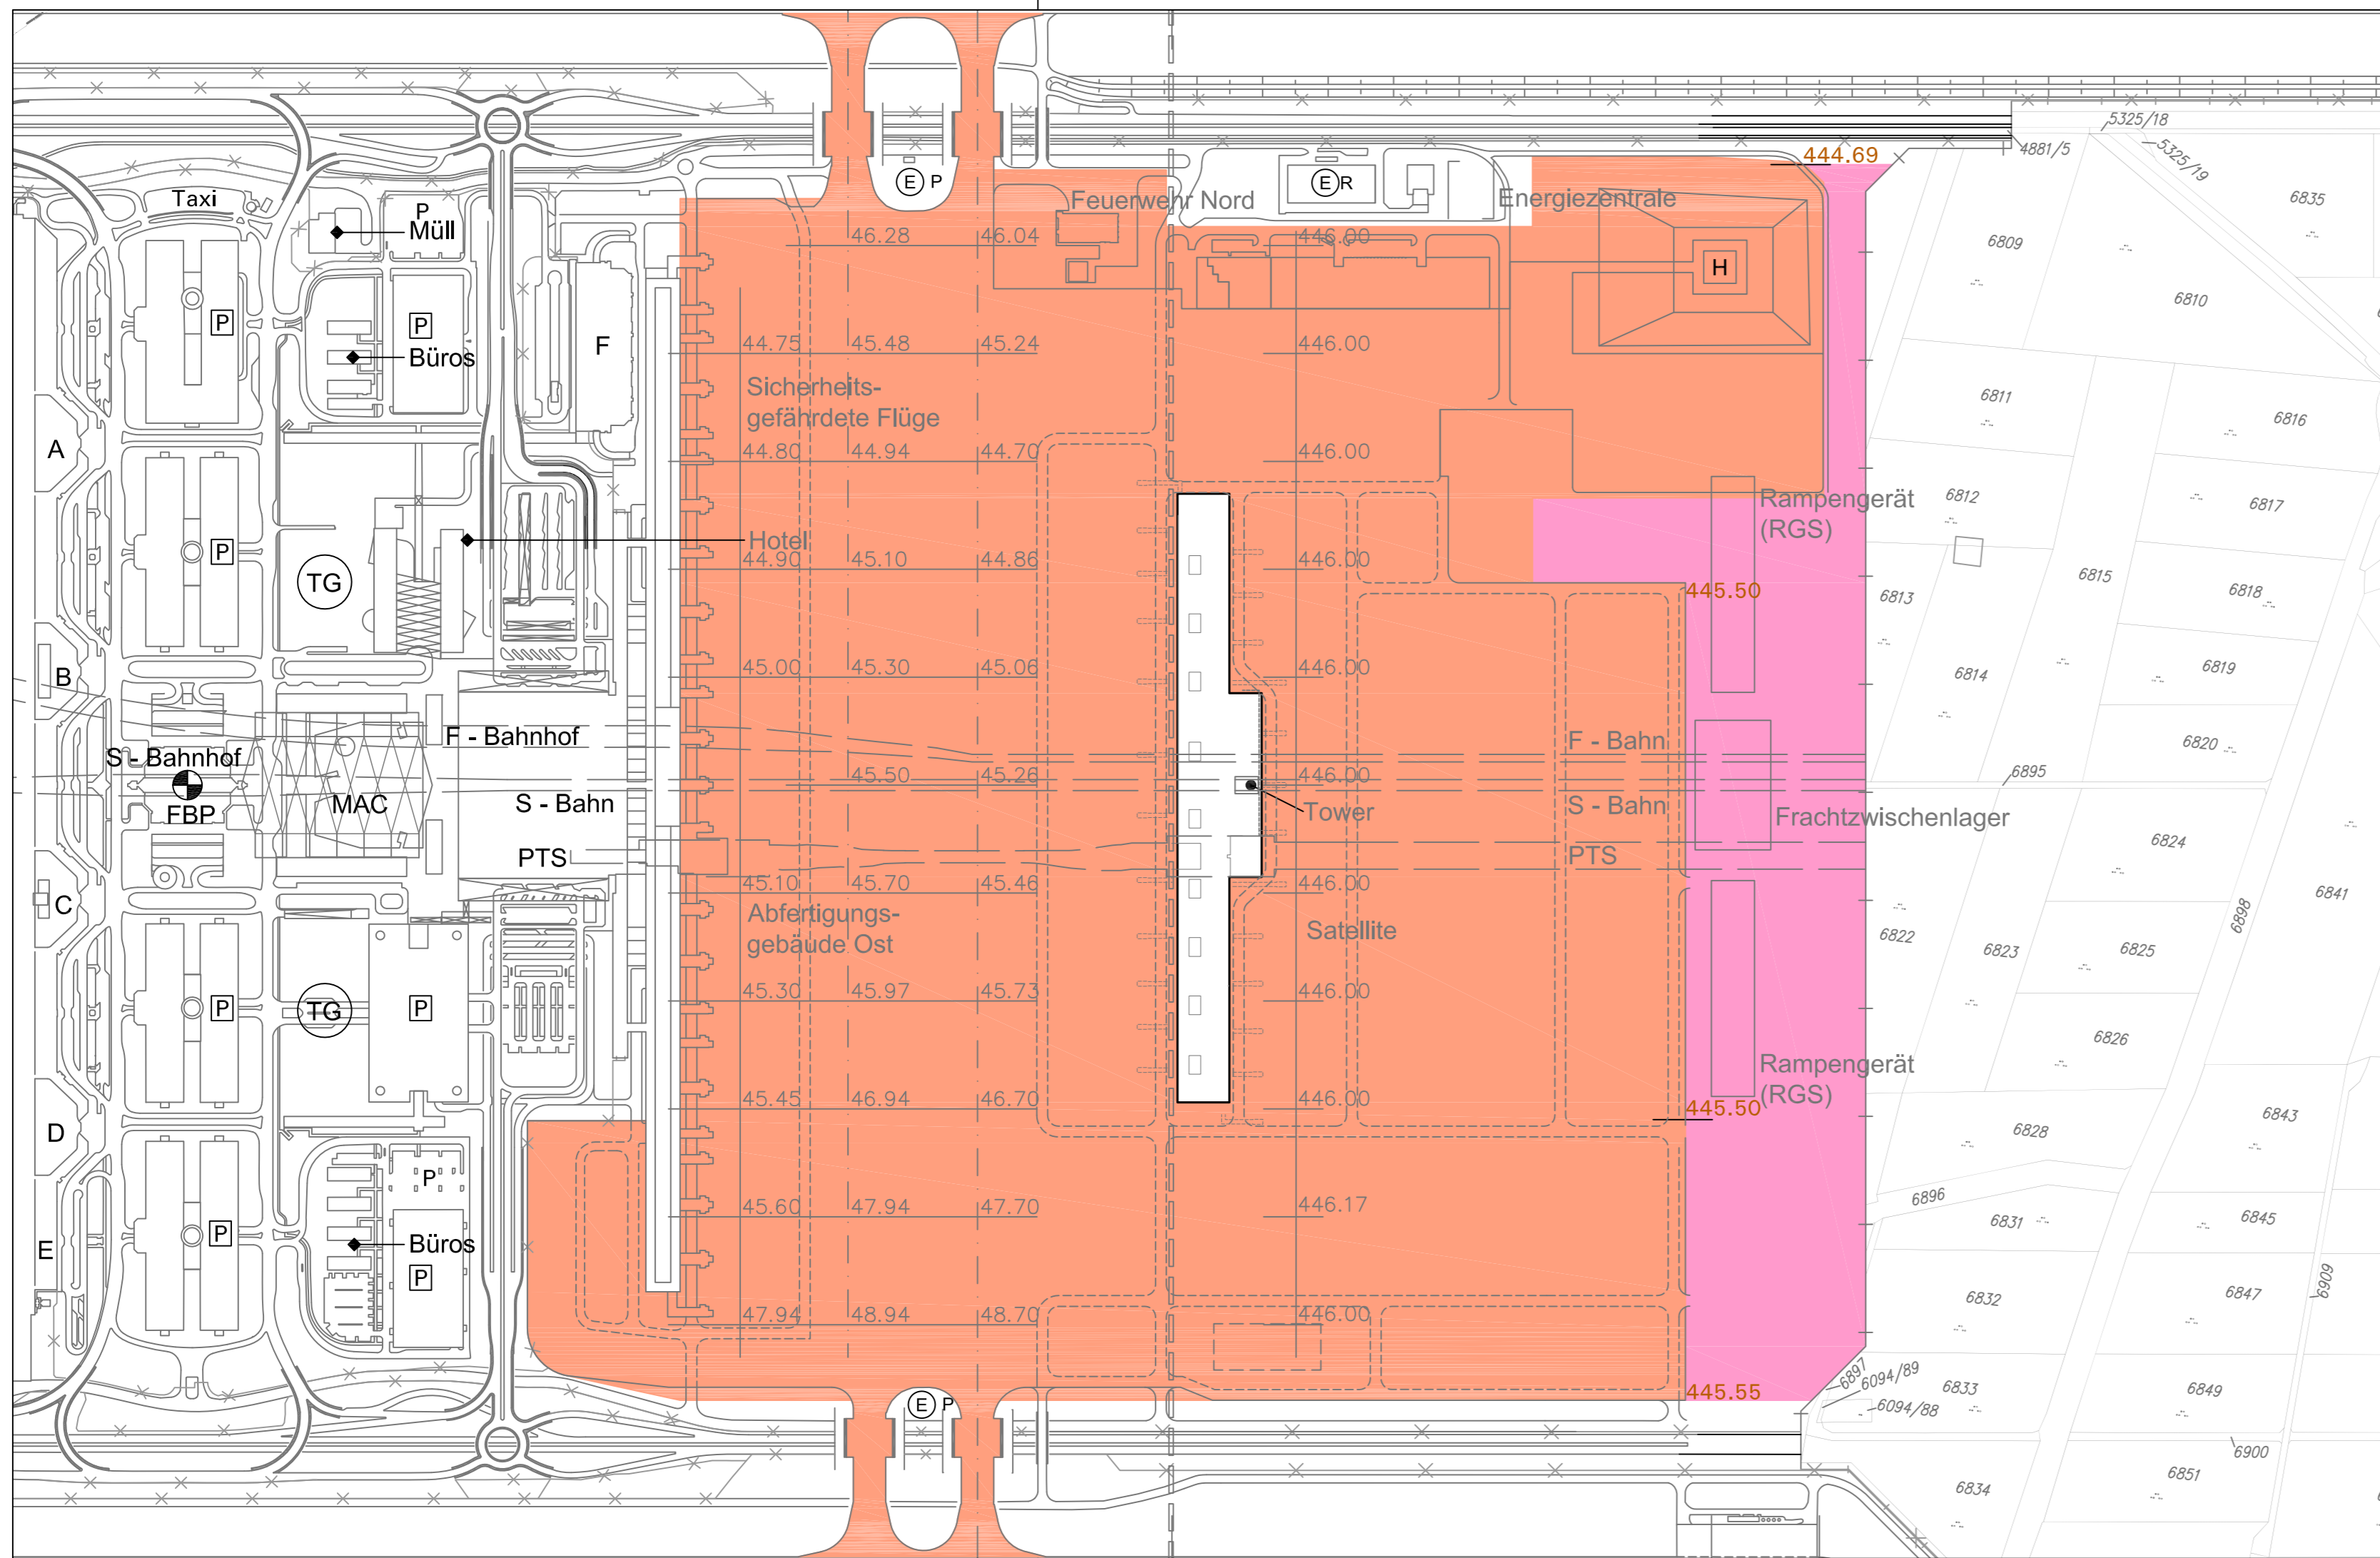 5325/18
444.69
4881/5
5325/19
Taxi
E P
E R
6835
P
Müll
Feuerwehr Nord
Energiezentrale
46.28
46.04
446.00
6809
H
6810
P
P
F
Büros
44.75
45.48
45.24
446.00
Sicherheits-
gefährdete Flüge
6811
6816
A
44.80
44.94
44.70
446.00
Rampengerät
(RGS)
6812
6817
P
Hotel
44.90
45.10
44.86
446.00
TG
445.50
6813
6815
6818
B
45.00
45.30
45.06
446.00
6814
6819
F - Bahnhof
F - Bahn
6820
S - Bahnhof
45.50
45.26
446.00
6895
FBP
MAC
S - Bahn
Tower
S - Bahn
Frachtzwischenlager
PTS
PTS
6824
C
45.10
45.70
45.46
446.00
6841
6898
Abfertigungs-
gebäude Ost
Satellite
6822
6823
6825
P
TG
P
45.30
45.97
45.73
446.00
6826
Rampengerät
(RGS)
45.45
46.94
46.70
446.00
445.50
6843
D
6828
P
45.60
47.94
47.70
446.17
6896
P
E
Büros
6831
6845
P
6909
6832
6847
47.94
48.94
48.70
446.00
6897
6094/89
445.55
6833
6849
E P
6094/88
6900
6851
6834